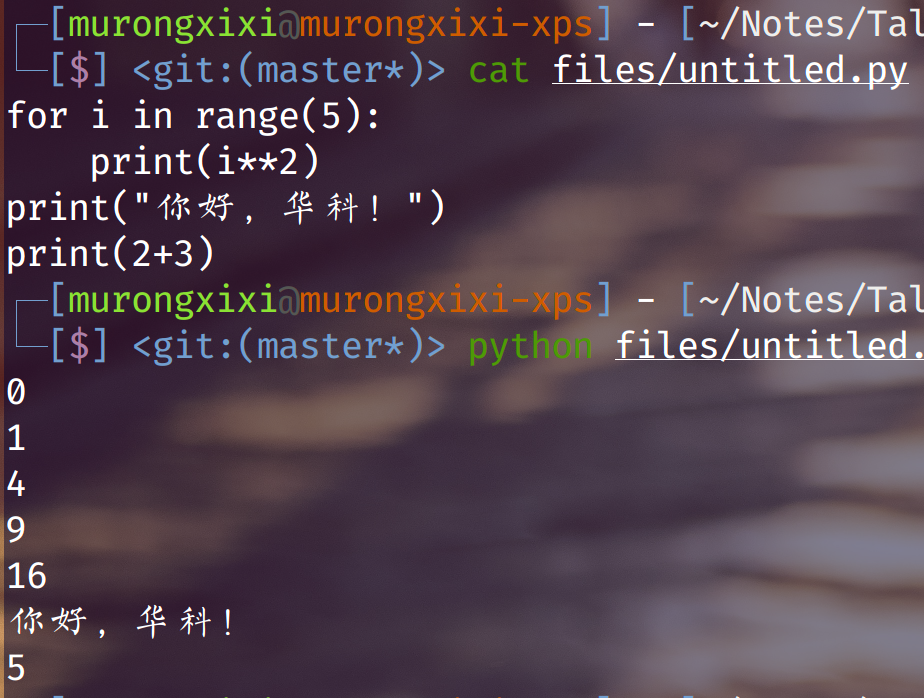 [murongxixi@murongxixi-xps] - [~/Notes/Tal
[$] <git:(master*)> cat files/untitled.py
for i in range(5):
    print(i**2)
print("你好，华科！")
print(2+3)
[murongxixi@murongxixi-xps] - [~/Notes/Tal
[$] <git:(master*)> python files/untitled.
0
1
4
9
16
你好，华科！
5